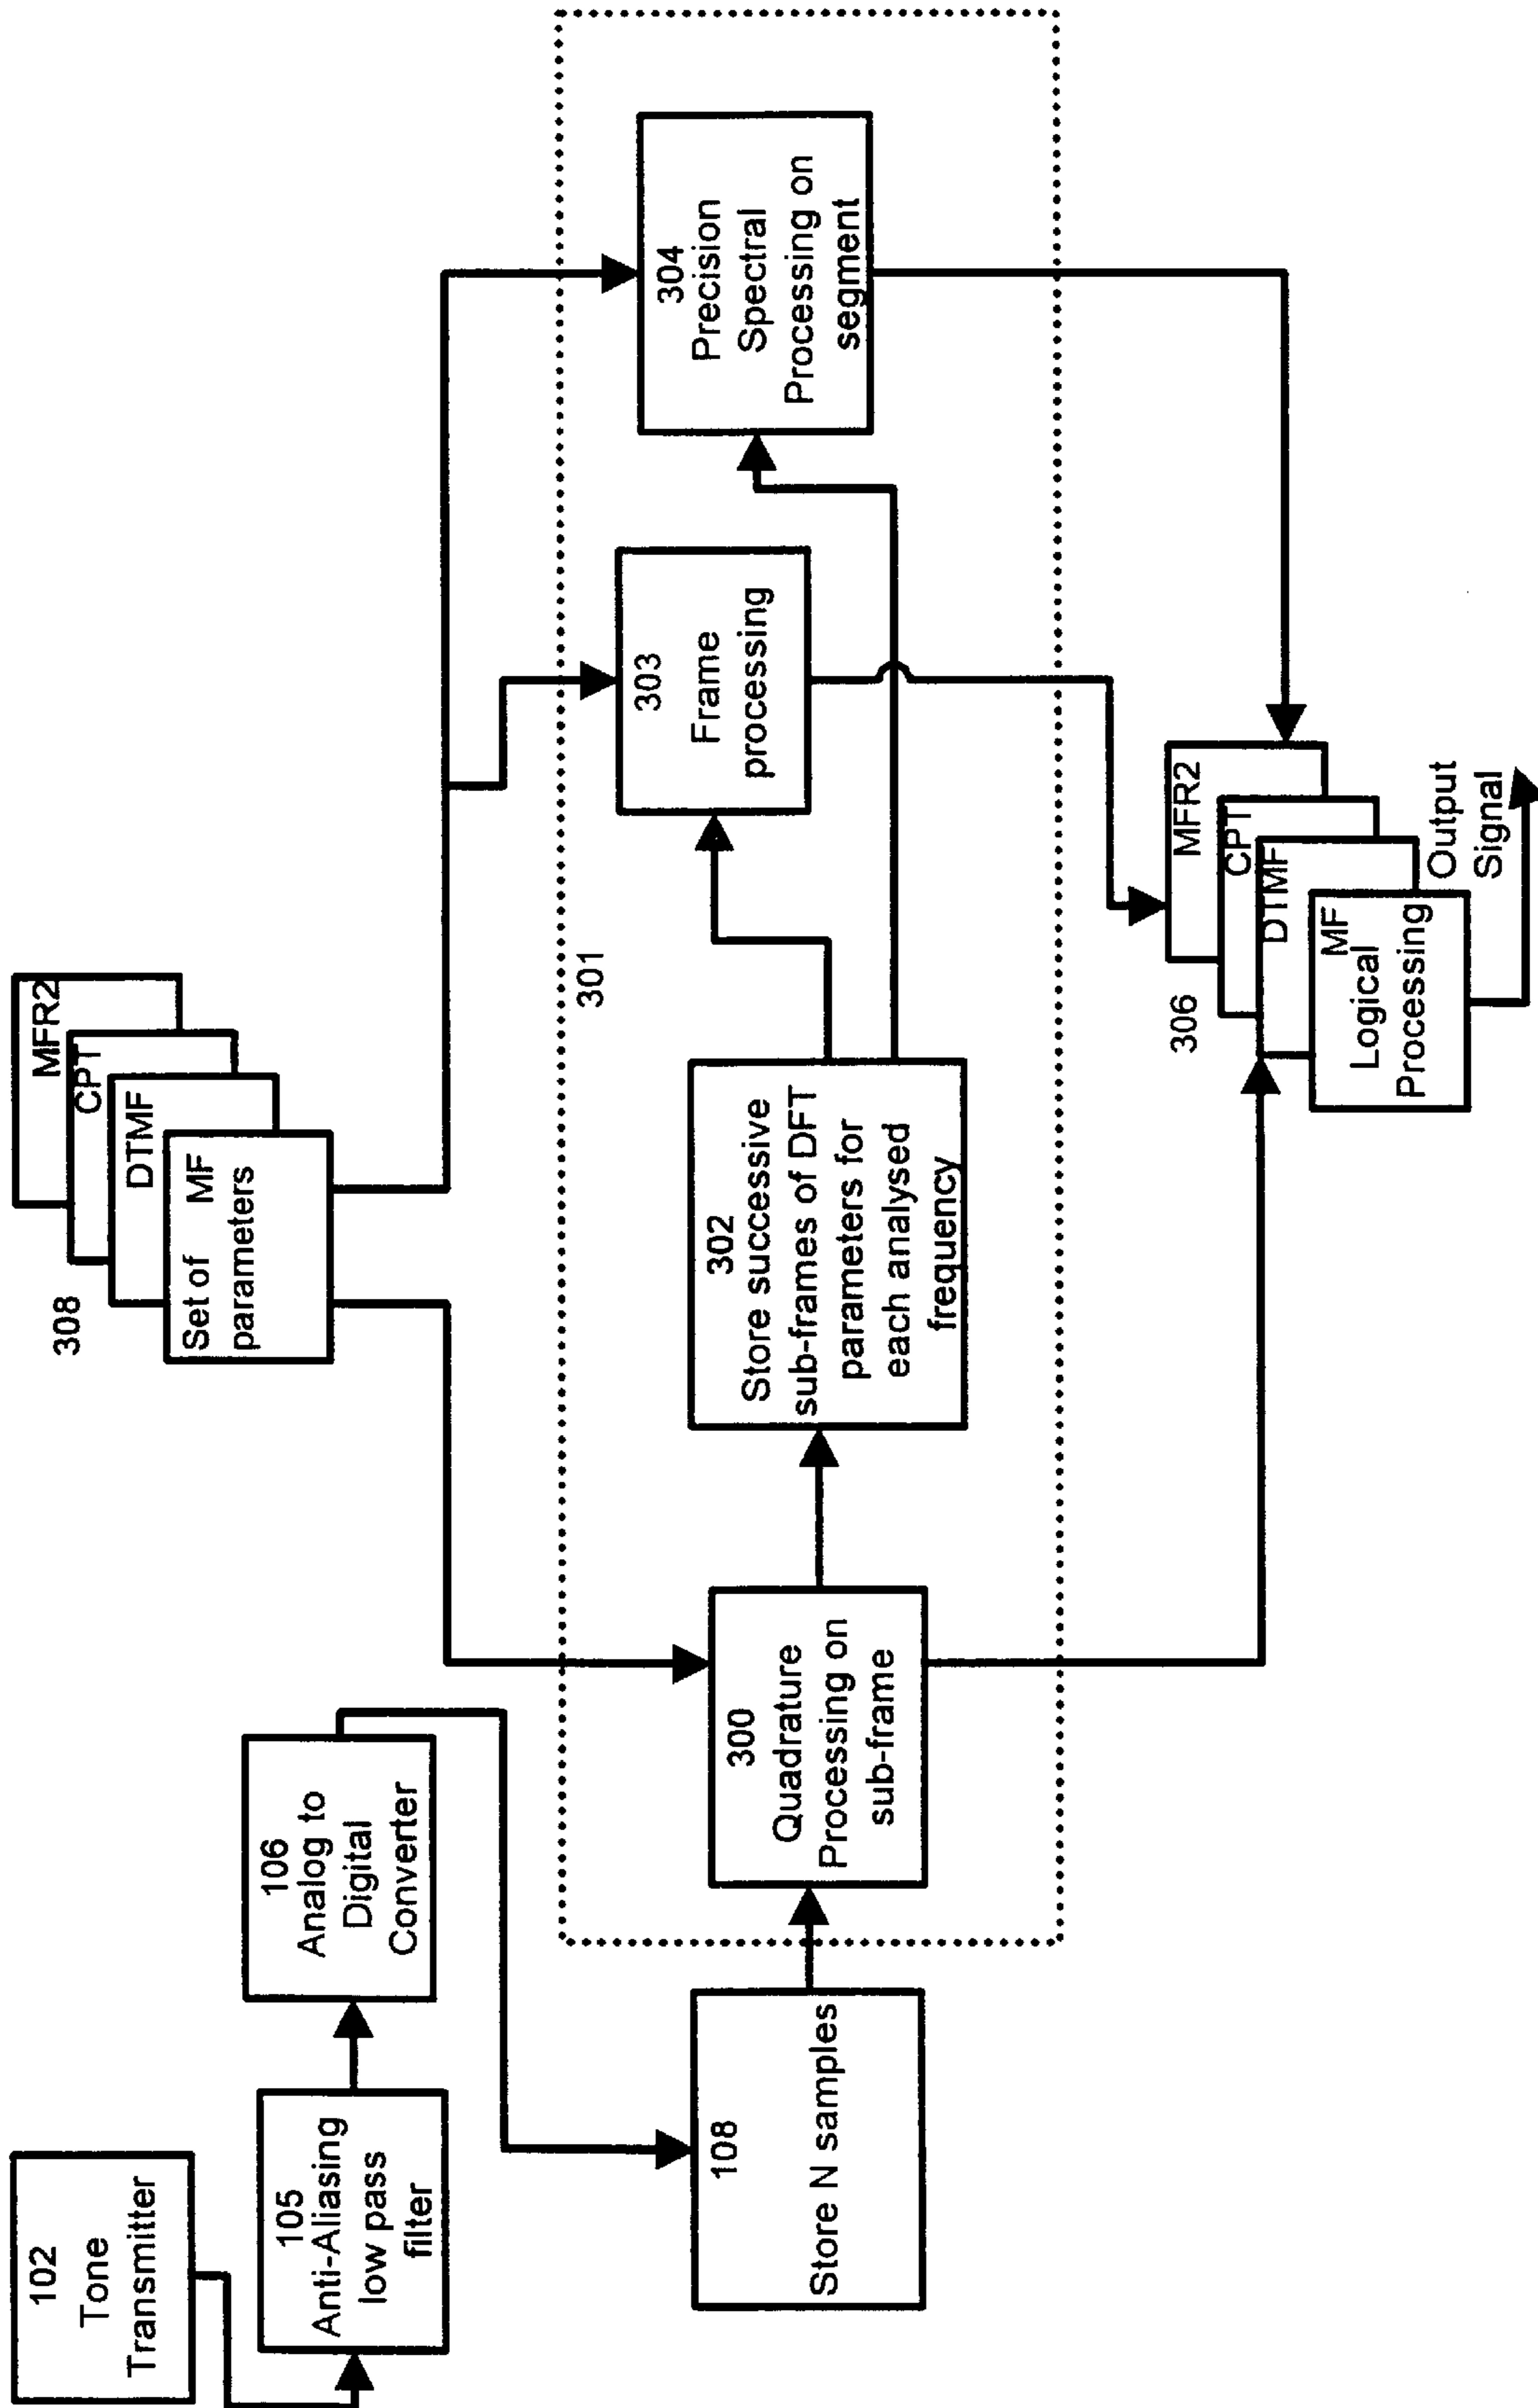 102
Tone
Transmitter
105
Anti-Aliasing
low pass
filter
106
Analog to
Digital
Converter
108
Store N samples
308
MFR2
CPT
DTMF
Set of MF
parameters
301
300
Quadrature
Processing on
sub-frame
302
Store successive
sub-frames of DFT
parameters for
each analysed
frequency
303
Frame
processing
304
Precision
Spectral
Processing on
segment
306
MFR2
CPT
DTMF
MF
Logical
Processing
Output
Signal